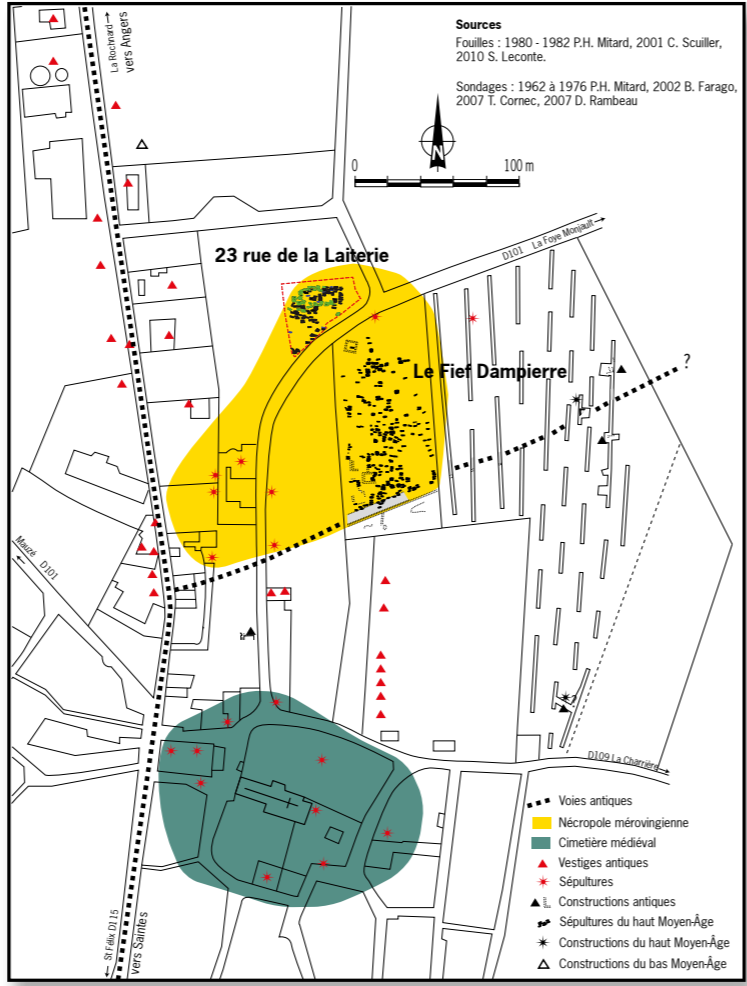 Sources
Fouilles : 1980 - 1982 P.H. Mitard, 2001 C. Scuiller,
2010 S. Leconte.
Sondages : 1962 à 1976 P.H. Mitard, 2002 B. Farago,
2007 T. Cornec, 2007 D. Rambeau
La Rochnard
vers Angers
N
0 100 m
23 rue de la Laiterie
D101 La Foye Monjault
Le Fief Dampierre
?
Mauzé D101
?
D109 La Charrière
St Félix D115
vers Saintes
Voies antiques
Nécropole mérovingienne
Cimetière médiéval
Vestiges antiques
Sépultures
Constructions antiques
Sépultures du haut Moyen-Âge
Constructions du haut Moyen-Âge
Constructions du bas Moyen-Âge